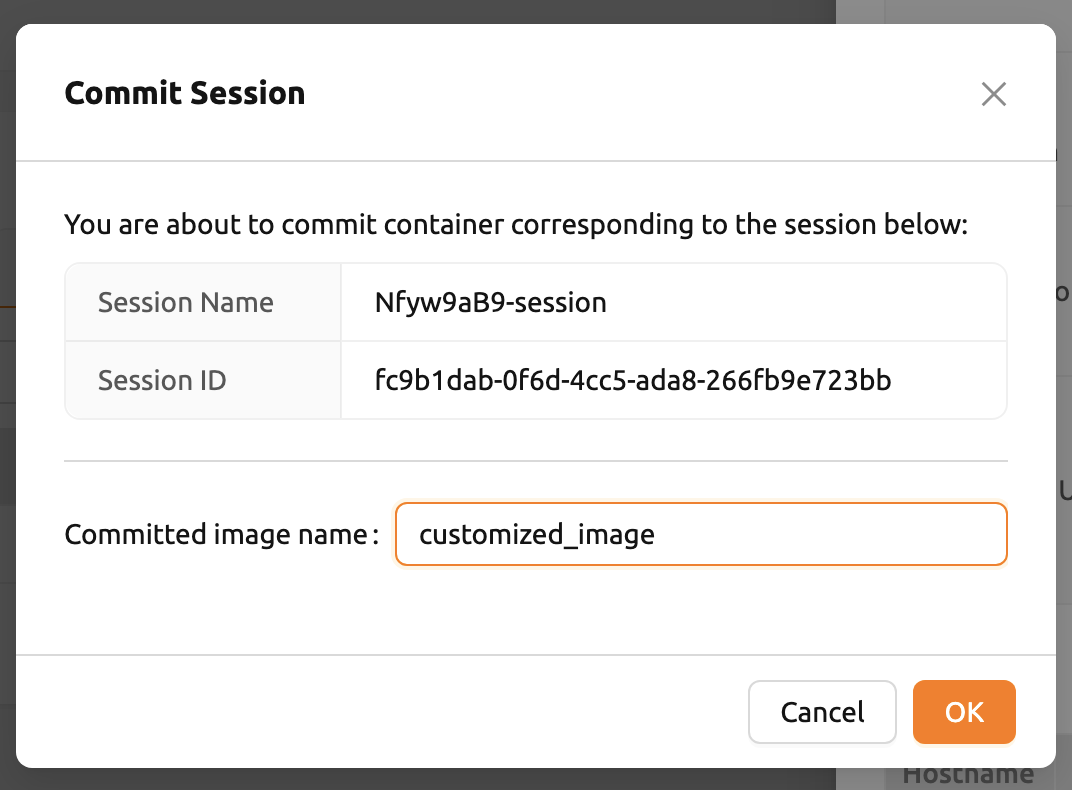 Commit Session
You are about to commit container corresponding to the session below:
Session Name Nfyw9aB9-session
Session ID fc9b1dab-0f6d-4cc5-ada8-266fb9e723bb
Committed image name: customized_image
Cancel OK
Hostname